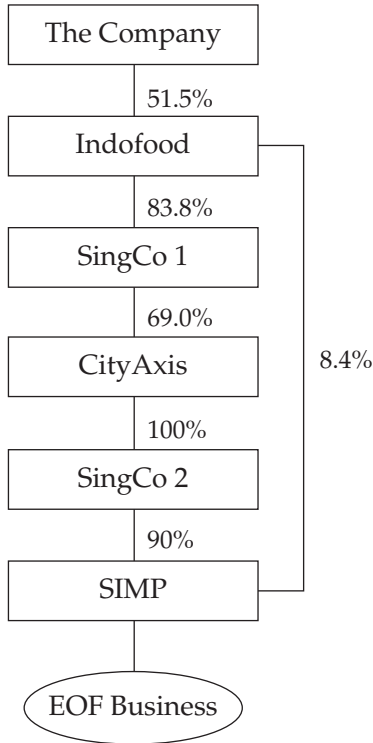 The Company
51.5%
Indofood
83.8%
SingCo 1
69.0%
CityAxis
8.4%
100%
SingCo 2
90%
SIMP
EOF Business